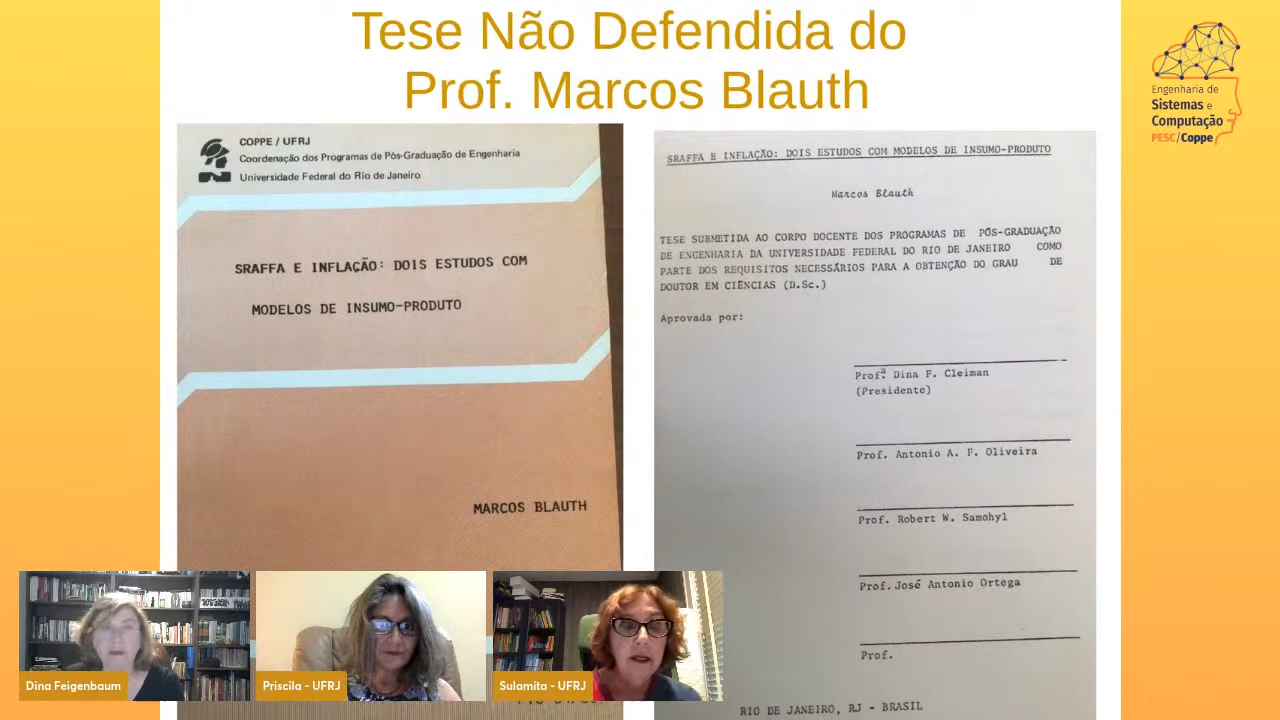 Tese Não Defendida do
Prof. Marcos Blauth
Engenharia de
Sistemas e
Computação
PESC/Coppe
COPPE / UFRJ
Coordenação dos Programas de Pós-Graduação de Engenharia
Universidade Federal do Rio de Janeiro
SRAFFA E INFLAÇÃO: DOIS ESTUDOS COM
MODELOS DE INSUMO-PRODUTO
MARCOS BLAUTH
SRAFFA E INFLAÇÃO: DOIS ESTUDOS COM MODELOS DE INSUMO-PRODUTO
Marcos Blauth
TESE SUBMETIDA AO CORPO DOCENTE DOS PROGRAMAS DE PÓS-GRADUAÇÃO
DE ENGENHARIA DA UNIVERSIDADE FEDERAL DO RIO DE JANEIRO COMO
PARTE DOS REQUISITOS NECESSÁRIOS PARA A OBTENÇÃO DO GRAU DE
DOUTOR EM CIÊNCIAS (D.Sc.)
Aprovada por:
Profª. Dina F. Cleiman
(Presidente)
Prof. Antonio A. F. Oliveira
Prof. Robert W. Samohyl
Prof. José Antonio Ortega
Prof.
RIO DE JANEIRO, RJ - BRASIL
Dina Feigenbaum
Priscila - UFRJ
Sulamita - UFRJ